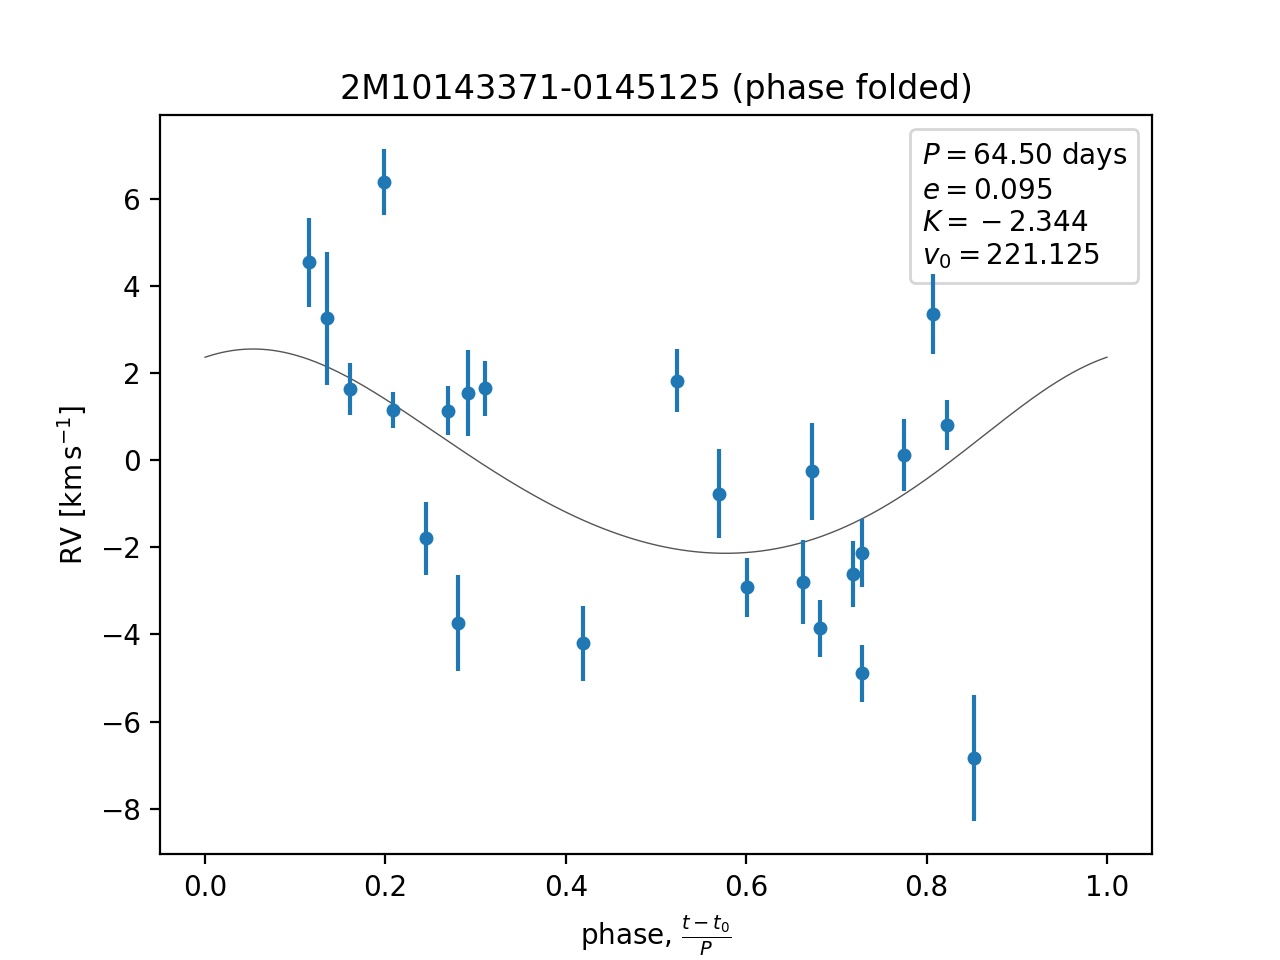 2M10143371-0145125 (phase folded)
P = 64.50 days
e = 0.095
K = −2.344
v₀ = 221.125
RV [km s⁻¹]
6
4
2
0
−2
−4
−6
−8
0.0 0.2 0.4 0.6 0.8 1.0
phase, (t − t₀)/P